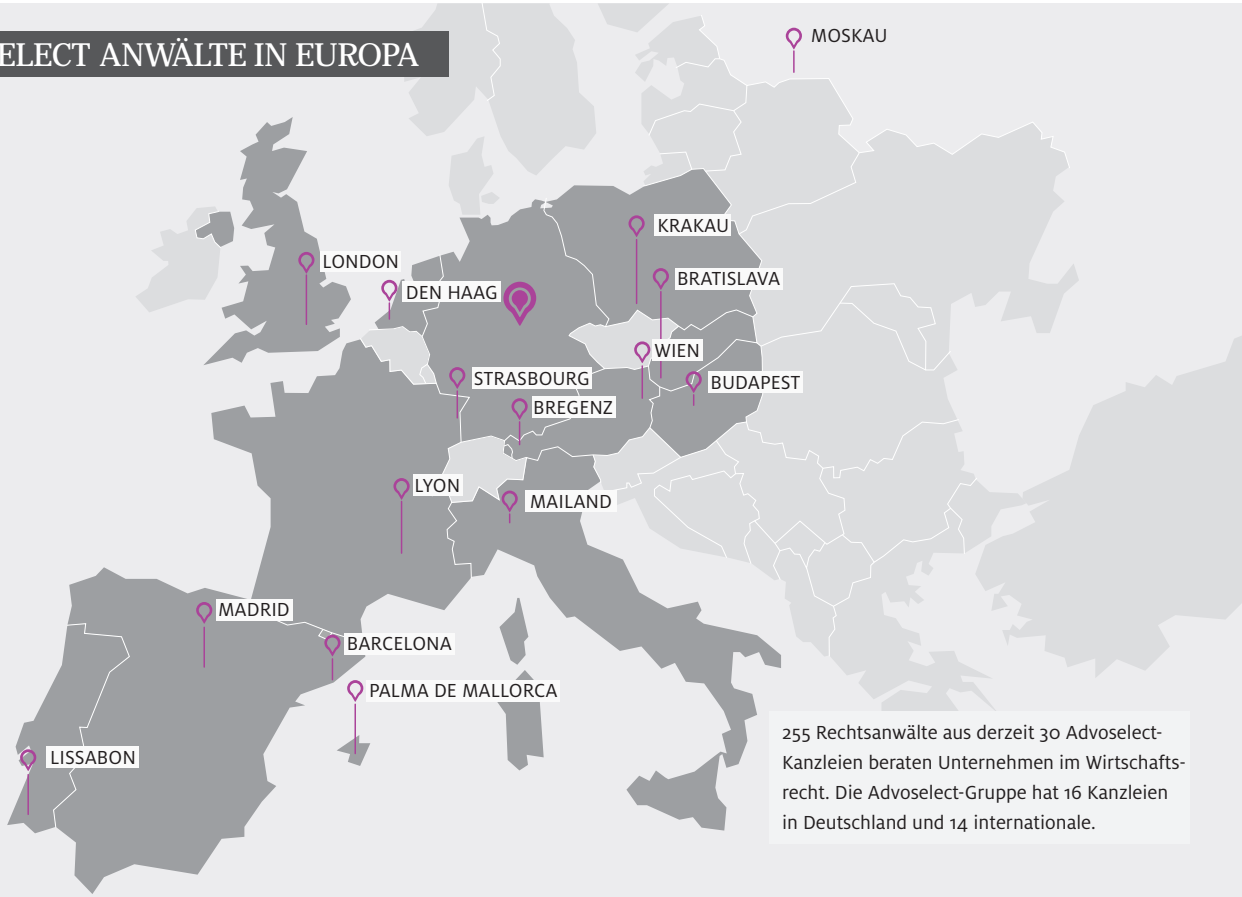 ELECT ANWÄLTE IN EUROPA
MOSKAU
KRAKAU
LONDON
BRATISLAVA
DEN HAAG
WIEN
STRASBOURG
BUDAPEST
BREGENZ
LYON
MAILAND
MADRID
BARCELONA
PALMA DE MALLORCA
LISSABON
255 Rechtsanwälte aus derzeit 30 Advoselect-
Kanzleien beraten Unternehmen im Wirtschafts-
recht. Die Advoselect-Gruppe hat 16 Kanzleien
in Deutschland und 14 internationale.